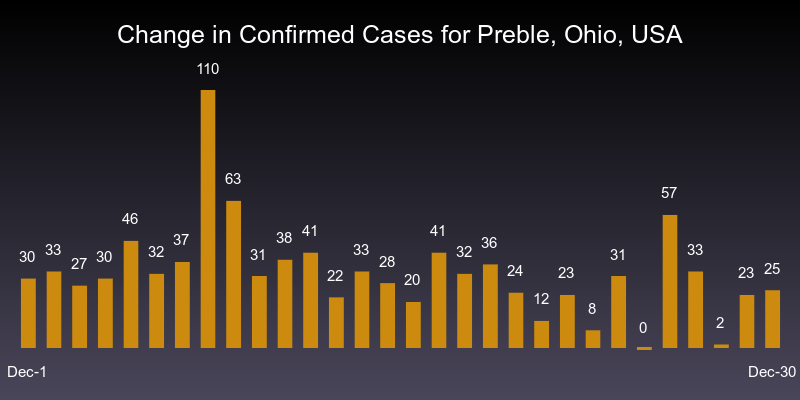 Change in Confirmed Cases for Preble, Ohio, USA
30 33 27 30 46 32 37 110 63 31 38 41 22 33 28 20 41 32 36 24 12 23 8 31 0 57 33 2 23 25
Dec-1 Dec-30